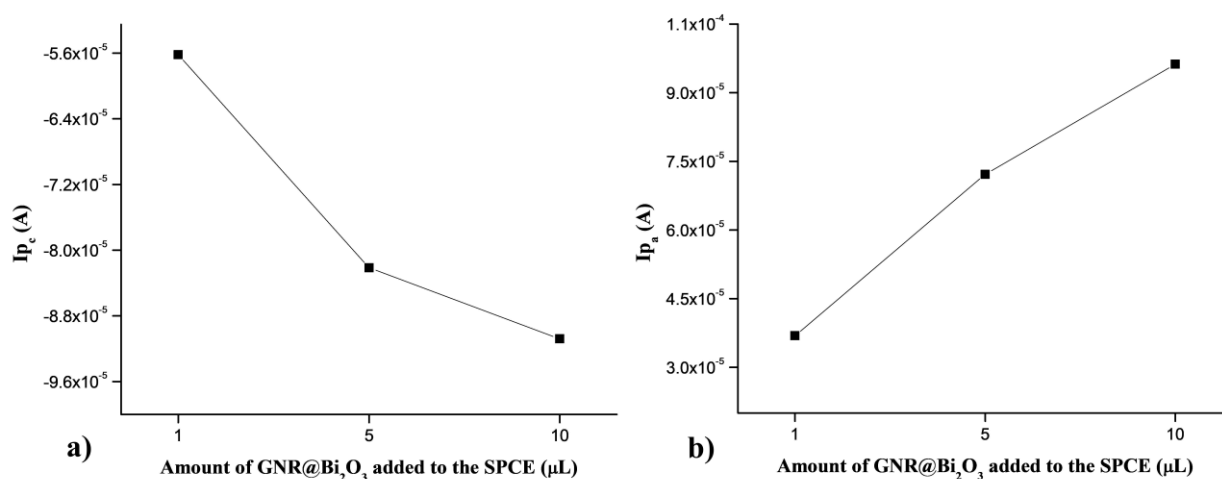 -5.6x10⁻⁵
-6.4x10⁻⁵
-7.2x10⁻⁵
-8.0x10⁻⁵
-8.8x10⁻⁵
-9.6x10⁻⁵
Ip_c (A)
1 5 10
a)
Amount of GNR@Bi₂O₃ added to the SPCE (μL)
1.1x10⁻⁴
9.0x10⁻⁵
7.5x10⁻⁵
6.0x10⁻⁵
4.5x10⁻⁵
3.0x10⁻⁵
Ip_a (A)
1 5 10
b)
Amount of GNR@Bi₂O₃ added to the SPCE (μL)